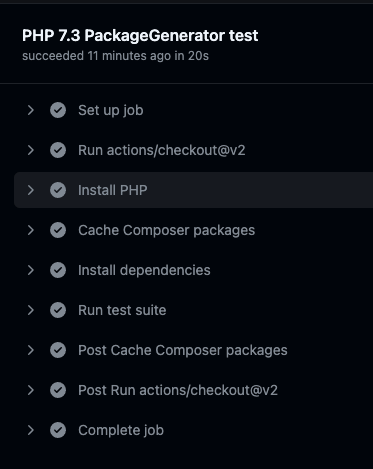 PHP 7.3 PackageGenerator test
succeeded 11 minutes ago in 20s
Set up job
Run actions/checkout@v2
Install PHP
Cache Composer packages
Install dependencies
Run test suite
Post Cache Composer packages
Post Run actions/checkout@v2
Complete job